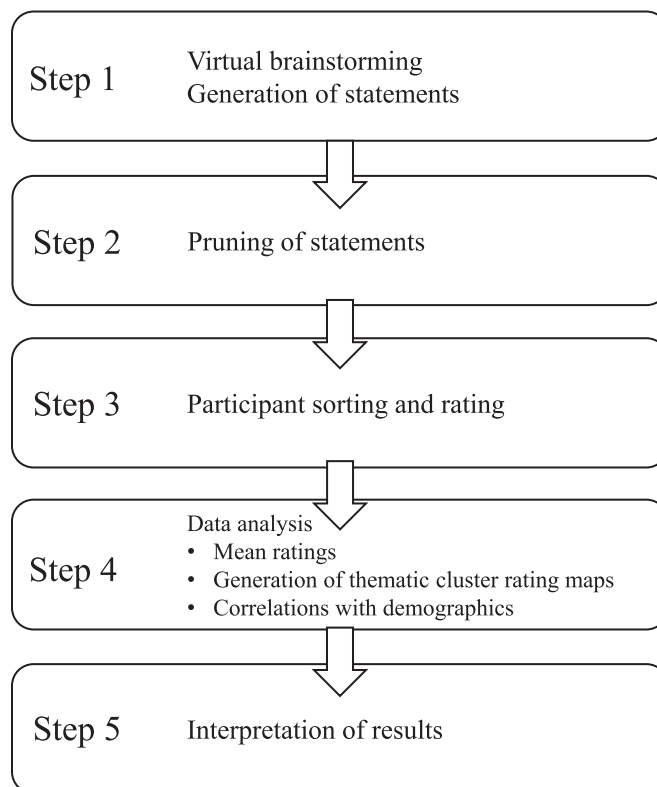 Step 1
Virtual brainstorming
Generation of statements
Step 2
Pruning of statements
Step 3
Participant sorting and rating
Step 4
Data analysis
• Mean ratings
• Generation of thematic cluster rating maps
• Correlations with demographics
Step 5
Interpretation of results